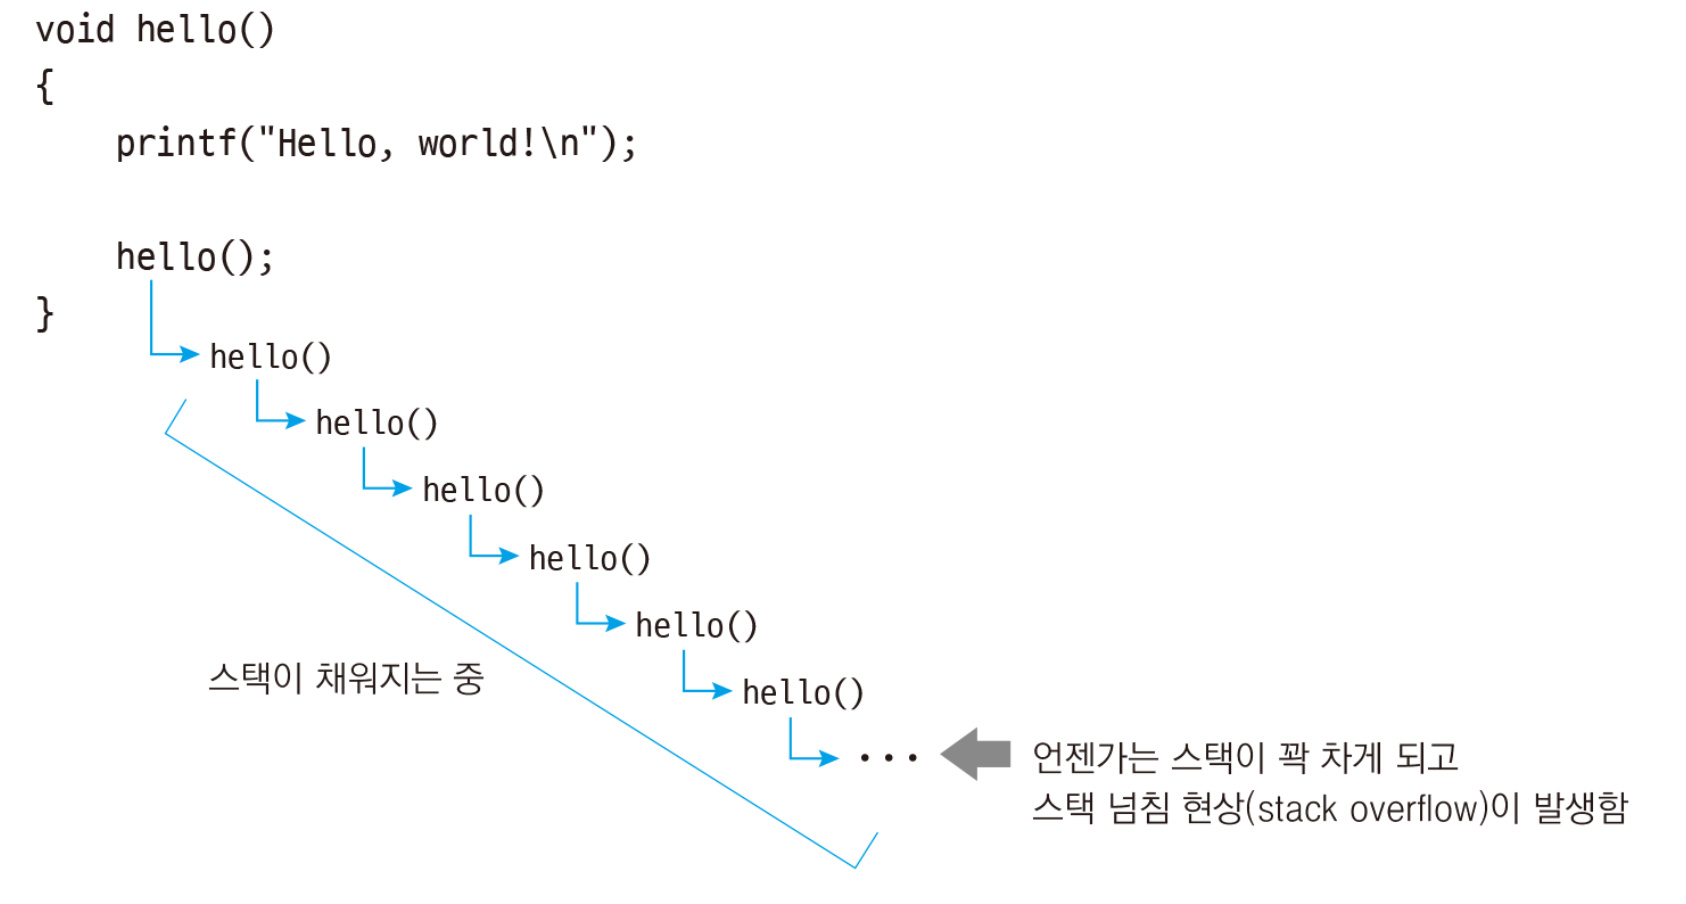 void hello()
{
printf("Hello, world!\n");
hello();
}
hello()
hello()
hello()
hello()
hello()
hello()
스택이 채워지는 중
...
언젠가는 스택이 꽉 차게 되고
스택 넘침 현상(stack overflow)이 발생함